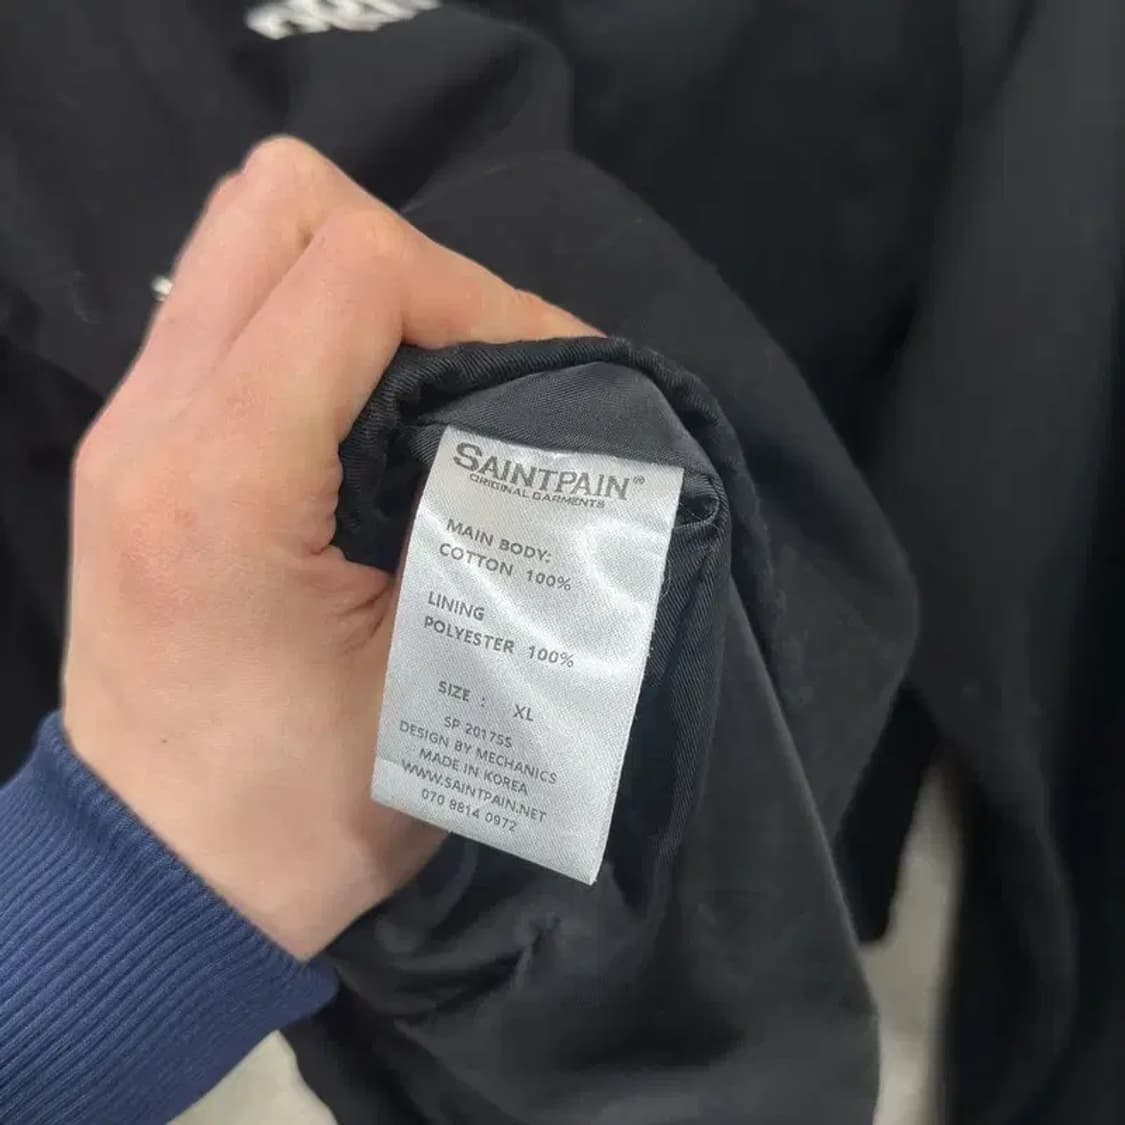 SAINTPAIN®
ORIGINAL GARMENTS
MAIN BODY:
COTTON 100%
LINING
POLYESTER 100%
SIZE : XL
SP 2017SS
DESIGN BY MECHANICS
MADE IN KOREA
WWW.SAINTPAIN.NET
070 8814 0972